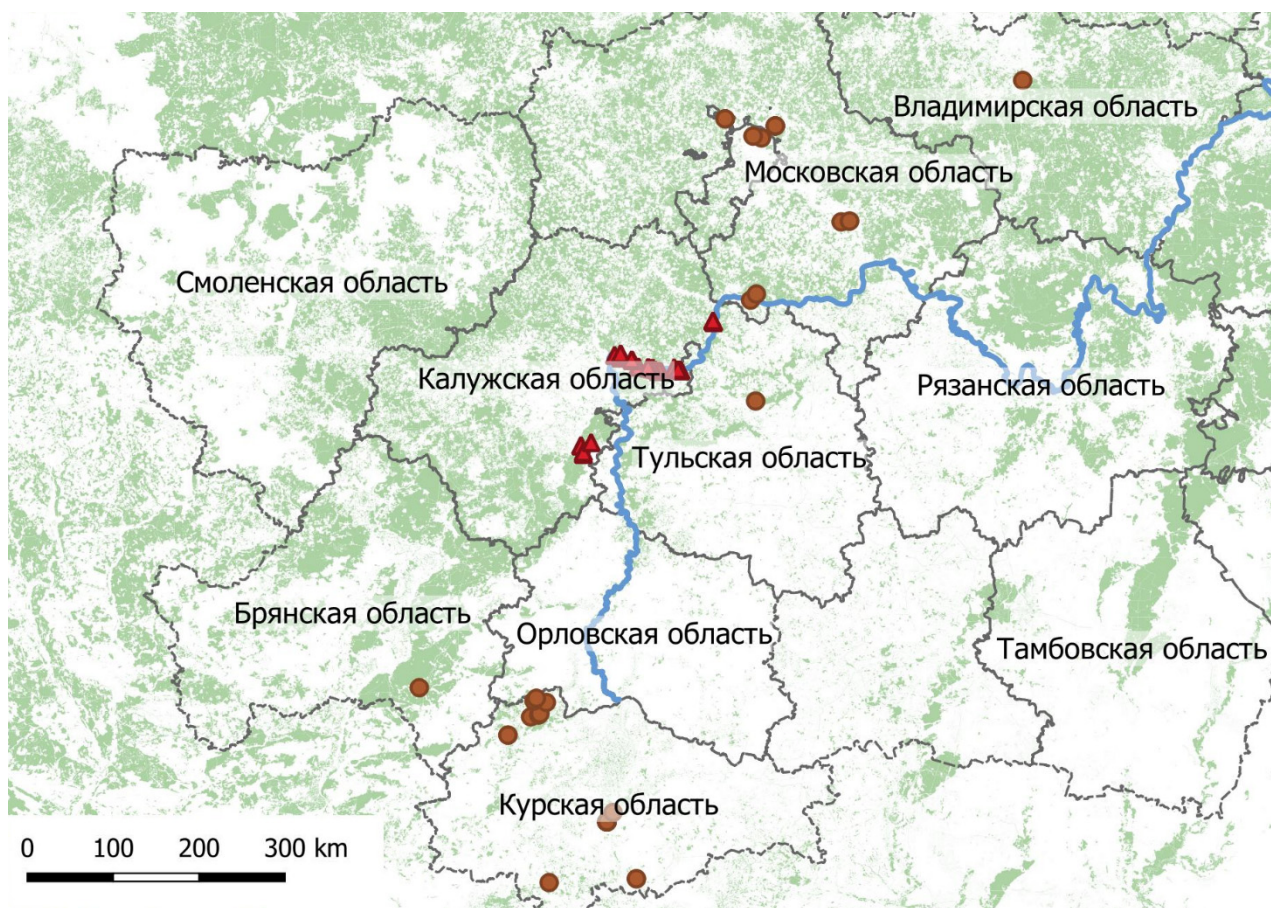 Владимирская область
Московская область
Смоленская область
Калужская область
Рязанская область
Тульская область
Брянская область
Орловская область
Тамбовская область
Курская область
0 100 200 300 km